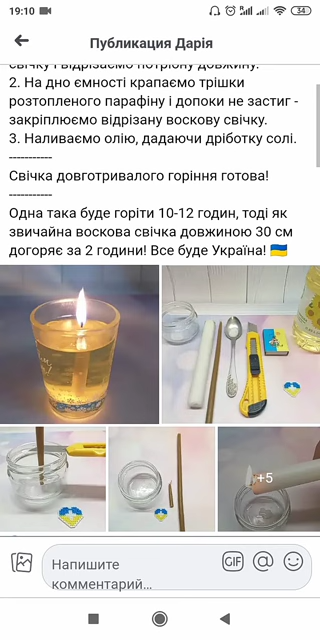 19:10
34
Публикация Дарія
свічку і відрізаємо потрібну довжину.
2. На дно ємності крапаємо трішки
розтопленого парафіну і допоки не застиг -
закріплюємо відрізану воскову свічку.
3. Наливаємо олію, дадаючи дріботку солі.
-----------
Свічка довготривалого горіння готова!
-----------
Одна така буде горіти 10-12 годин, тоді як
звичайна воскова свічка довжиною 30 см
догоряє за 2 години! Все буде Україна! 🇺🇦
+5
Напишите
комментарий...
GIF